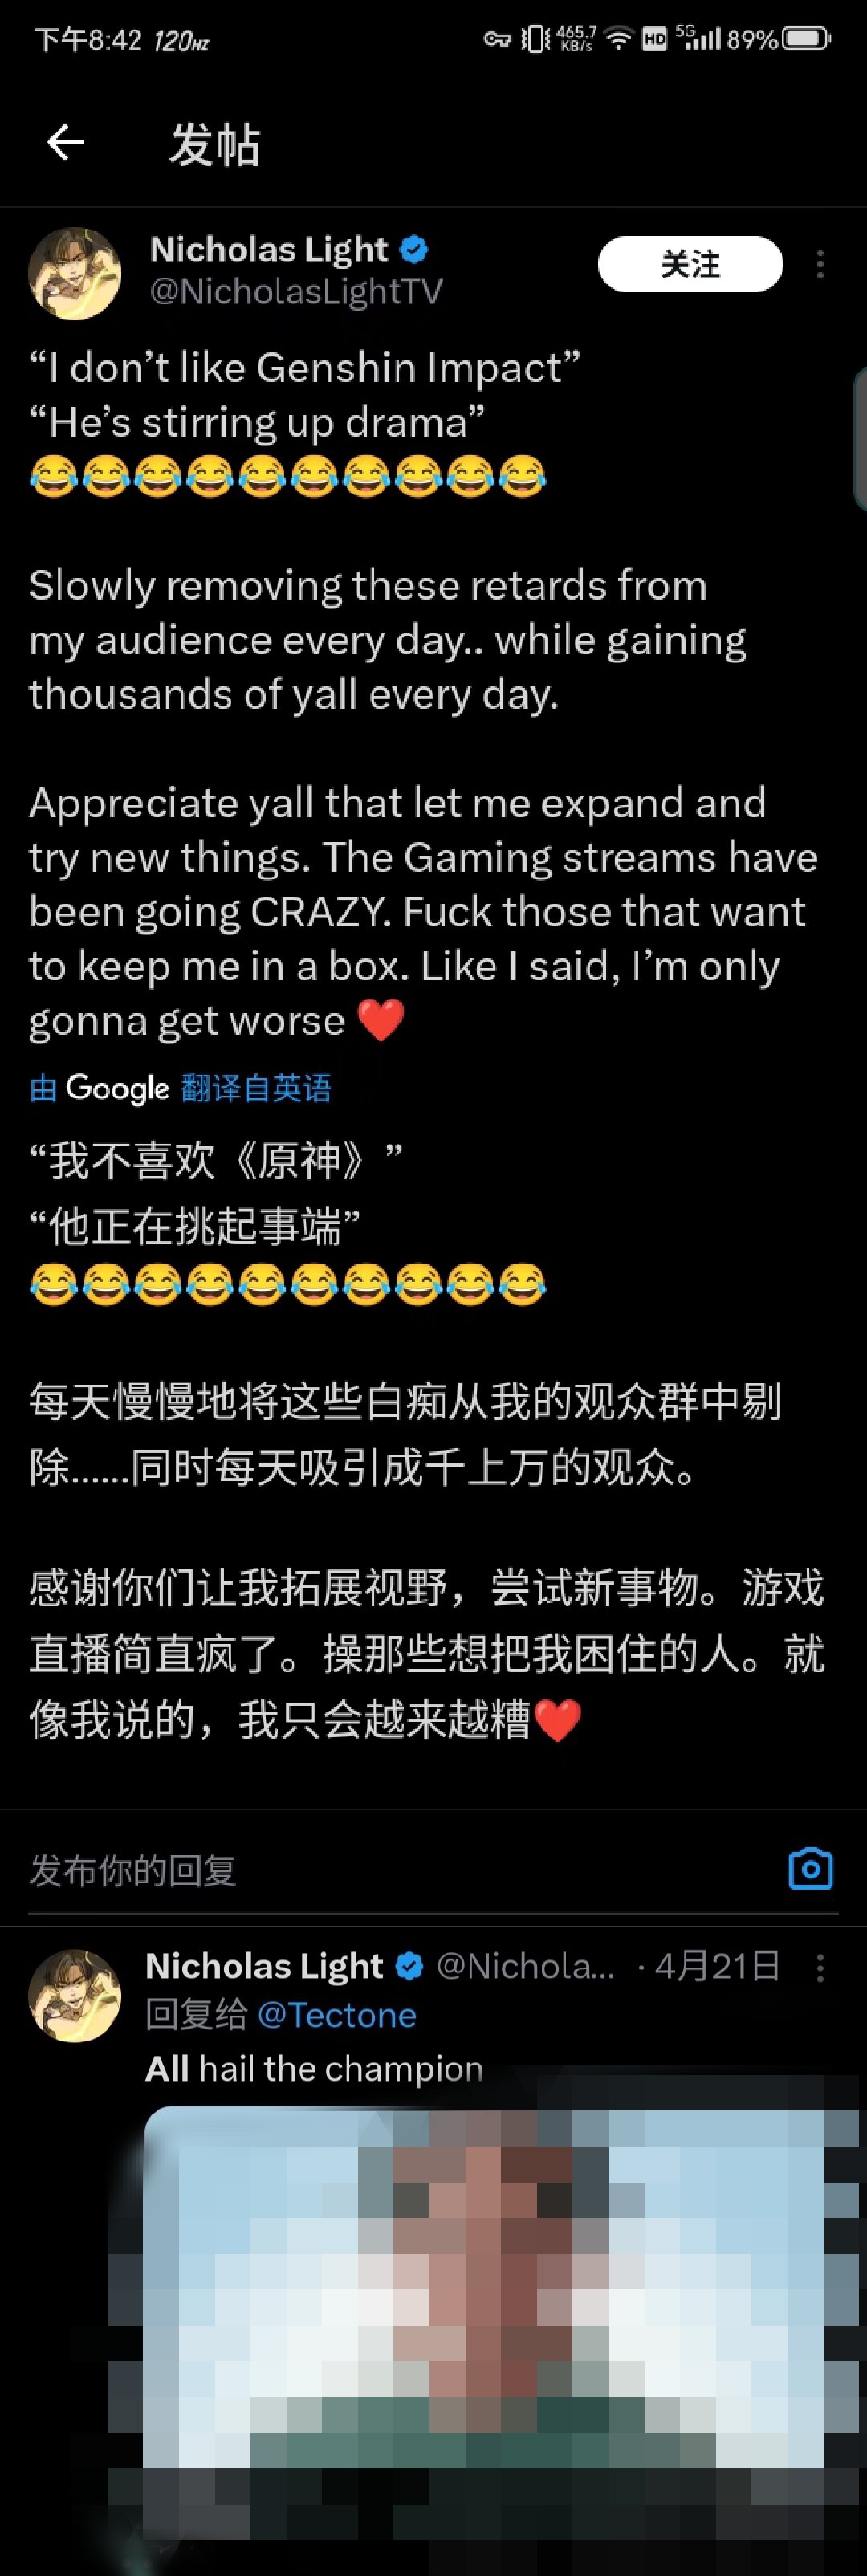 下午8:42 120HZ 465.7 KB/s HD 5G 89%
发帖
Nicholas Light
@NicholasLightTV
关注
“I don’t like Genshin Impact”
“He’s stirring up drama”
😂😂😂😂😂😂😂😂😂😂
Slowly removing these retards from
my audience every day.. while gaining
thousands of yall every day.
Appreciate yall that let me expand and
try new things. The Gaming streams have
been going CRAZY. Fuck those that want
to keep me in a box. Like I said, I’m only
gonna get worse ❤️
由 Google 翻译自英语
“我不喜欢《原神》”
“他正在挑起事端”
😂😂😂😂😂😂😂😂😂😂
每天慢慢地将这些白痴从我的观众群中剔
除......同时每天吸引成千上万的观众。
感谢你们让我拓展视野，尝试新事物。游戏
直播简直疯了。操那些想把我困住的人。就
像我说的，我只会越来越糟❤️
发布你的回复
Nicholas Light @Nichola... · 4月21日
回复给 @Tectone
All hail the champion